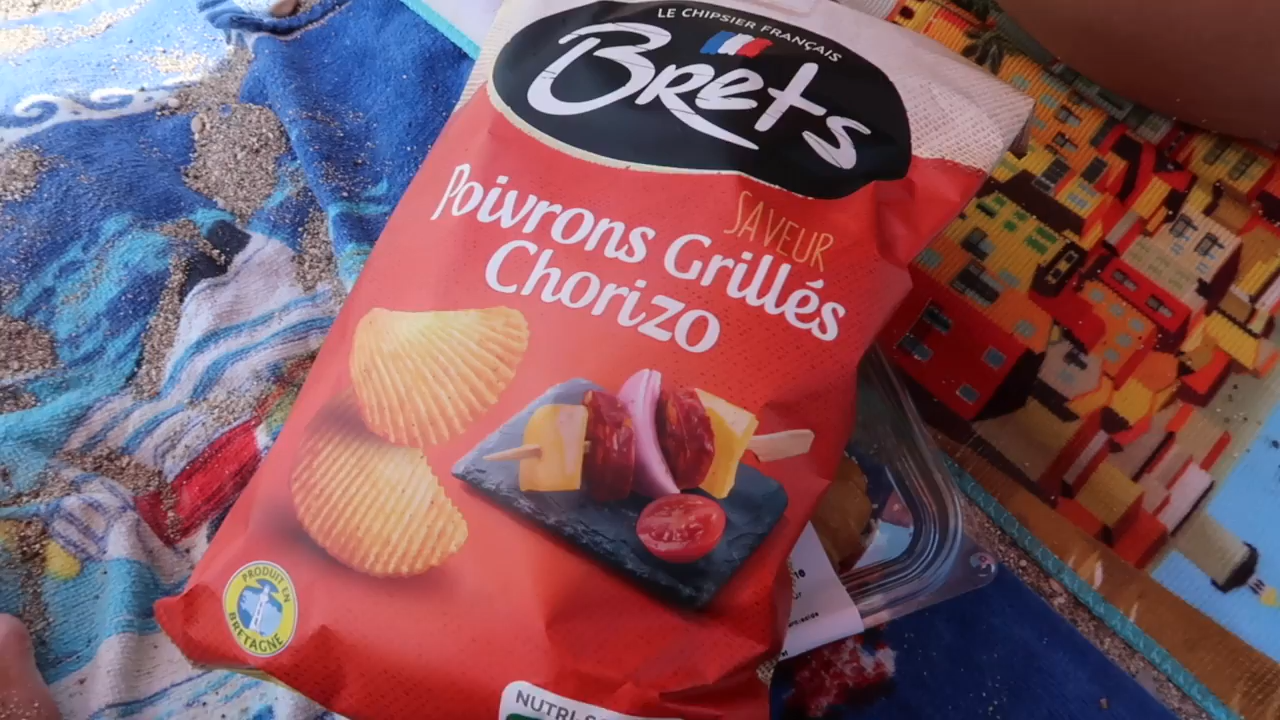 LE CHIPSIER FRANÇAIS
Brets
SAVEUR
Poivrons Grillés
Chorizo
PRODUIT EN
BRETAGNE